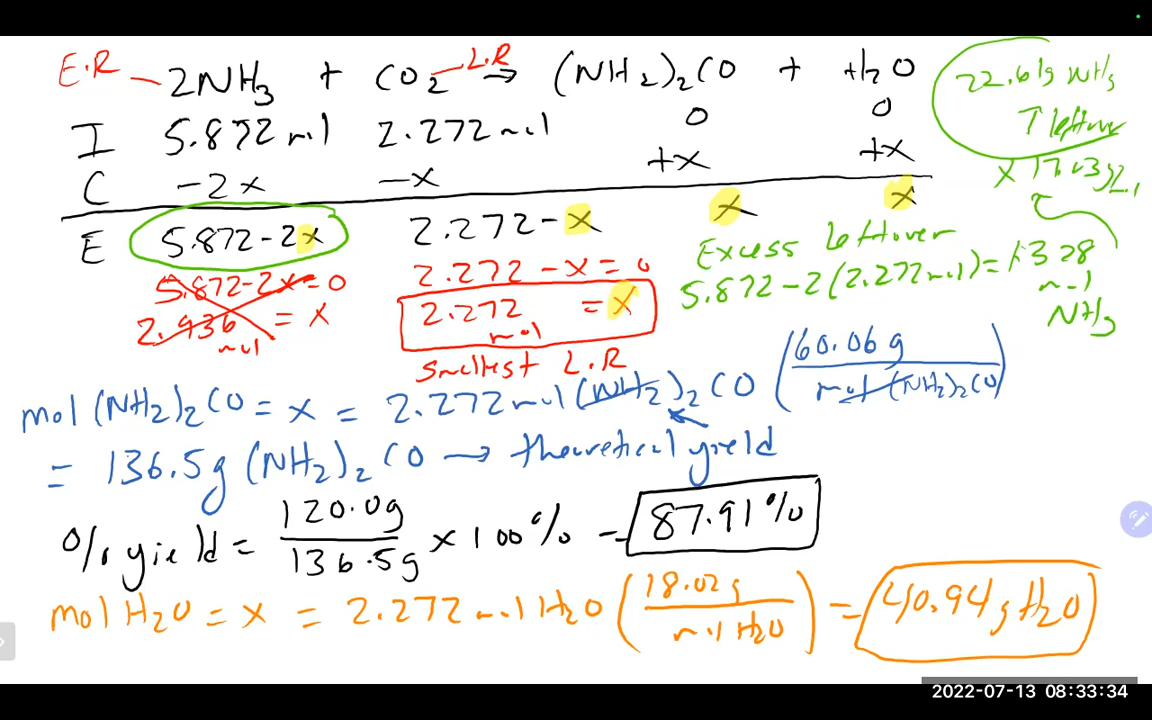 E.R 2NH3 + CO2 L.R → (NH2)2CO + H2O
I 5.872 mol 2.272 mol 0 0
C -2x -x +x +x
E 5.872-2x 2.272-x x x
22.61g NH3
↑ leftover
x 17.03g
5.872-2x=0
2.936 mol = x
2.272-x=0
2.272 mol = x
Smallest L.R
Excess leftover
5.872-2(2.272mol)=1.328 mol NH3
mol (NH2)2CO = x = 2.272 mol (NH2)2CO (60.06 g / mol (NH2)2CO)
= 136.5g (NH2)2CO → theoretical yield
% yield = 120.0g / 136.5g x 100% = 87.91%
mol H2O = x = 2.272 mol H2O (18.02g / mol H2O) = 40.94g H2O
2022-07-13 08:33:34